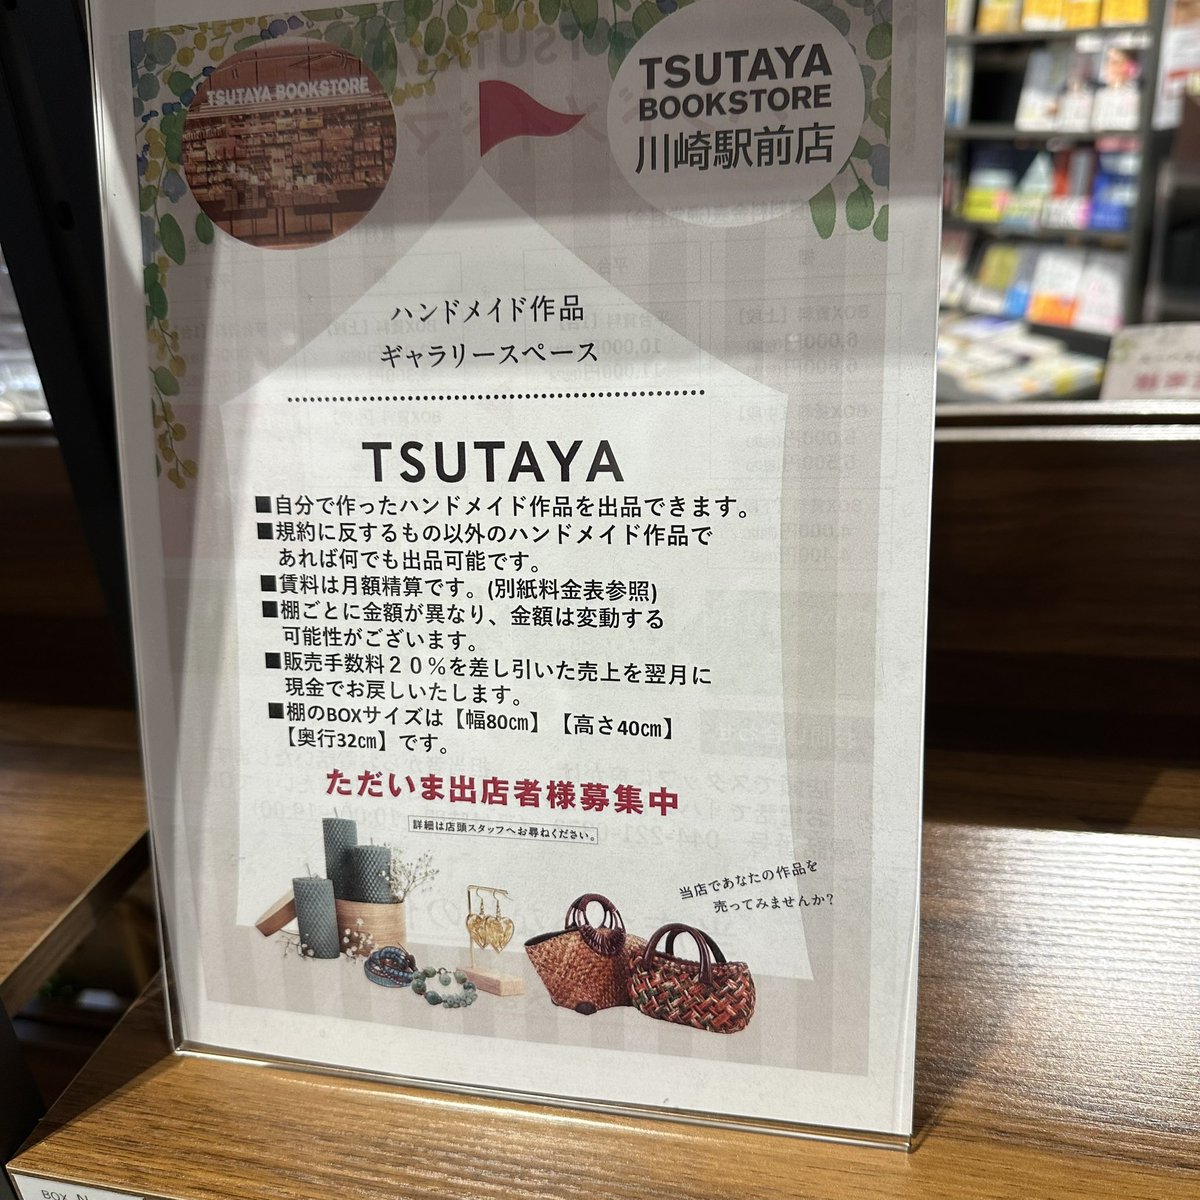 TSUTAYA BOOKSTORE
TSUTAYA
BOOKSTORE
川崎駅前店
ハンドメイド作品
ギャラリースペース
TSUTAYA
■自分で作ったハンドメイド作品を出品できます。
■規約に反するもの以外のハンドメイド作品で
あれば何でも出品可能です。
■賃料は月額精算です。(別紙料金表参照)
■棚ごとに金額が異なり、金額は変動する
可能性がございます。
■販売手数料２０％を差し引いた売上を翌月に
現金でお戻しいたします。
■棚のBOXサイズは【幅80㎝】【高さ40㎝】
【奥行32㎝】です。
ただいま出店者様募集中
詳細は店頭スタッフへお尋ねください。
当店であなたの作品を
売ってみませんか？